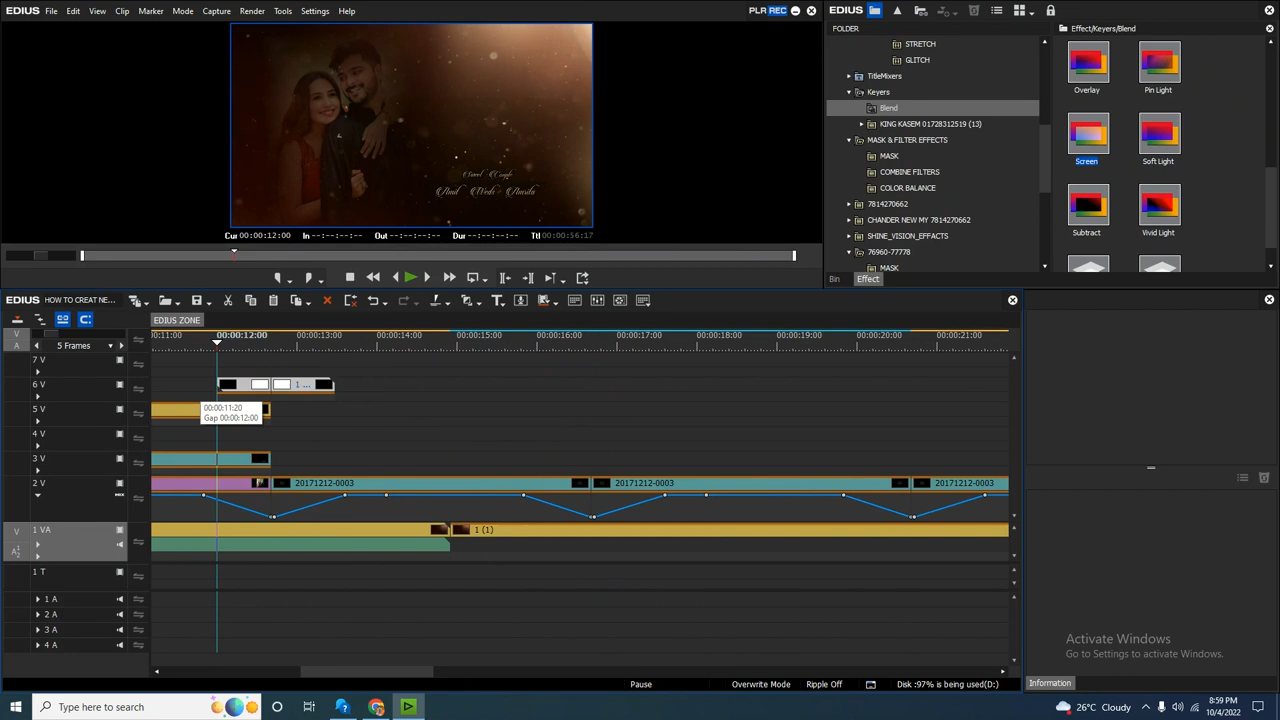 EDIUS File Edit View Clip Marker Mode Capture Render Tools Settings Help PLR REC
Sweet Couple
Cur 00:00:12:00 In --:--:--:-- Out --:--:--:-- Dur --:--:--:-- Ttl 00:00:56:17
EDIUS
FOLDER
STRETCH
GLITCH
TitleMixers
Keyers
Blend
KING KASEM 01728312519 (13)
MASK & FILTER EFFECTS
MASK
COMBINE FILTERS
COLOR BALANCE
7814270662
CHANDER NEW MY 7814270662
SHINE_VISION_EFFECTS
76960-77778
MASK
Bin Effect
Effect/Keyers/Blend
Overlay Pin Light
Screen Soft Light
Subtract Vivid Light
EDIUS HOW TO CREAT NE...
EDIUS ZONE
V
A
5 Frames
00:00:11:00 00:00:12:00 00:00:13:00 00:00:14:00 00:00:16:00 00:00:17:00 00:00:18:00 00:00:19:00 00:00:20:00 00:00:21:00
7 V
6 V 1 ...
5 V
00:00:11:20
Gap 00:00:12:00
4 V
3 V
2 V 20171212-0003 20171212-0003 20171212-0003
V 1 VA 1 (1)
1 T
1 A
2 A
3 A
4 A
Activate Windows
Go to Settings to activate Windows.
Information
Pause Overwrite Mode Ripple Off Disk :97% is being used(D:)
Type here to search
26°C Cloudy
8:59 PM
10/4/2022